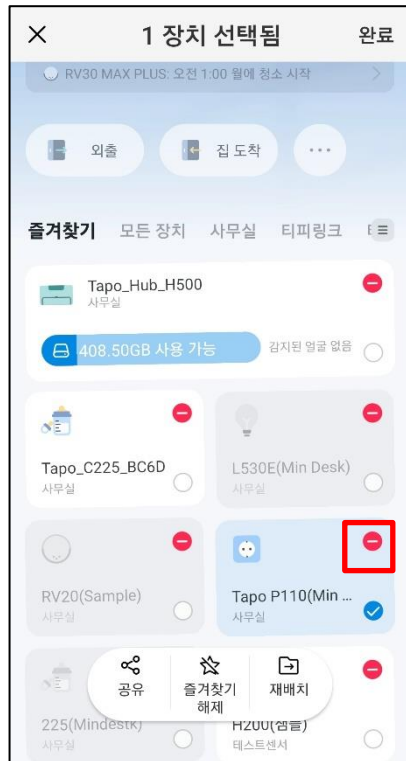 1 장치 선택됨 완료
RV30 MAX PLUS: 오전 1:00 월에 청소 시작
외출 집 도착
즐겨찾기 모든 장치 사무실 티피링크
Tapo_Hub_H500
사무실
408.50GB 사용 가능 감지된 얼굴 없음
Tapo_C225_BC6D L530E(Min Desk)
사무실 사무실
RV20(Sample) Tapo P110(Min ...
사무실 사무실
공유 즐겨찾기 해제 재배치
225(Mindestk) H200(샘플)
사무실 테스트센서